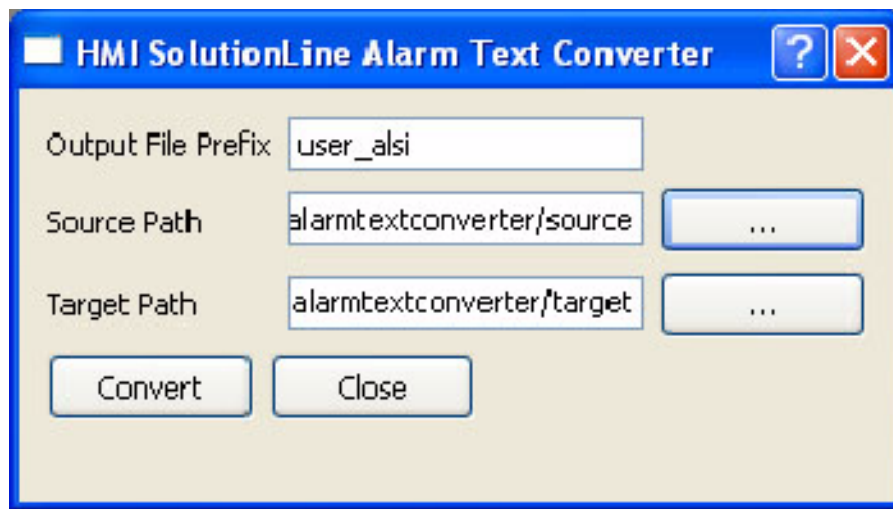 HMI SolutionLine Alarm Text Converter ?
Output File Prefix user_alsi
Source Path alarmtextconverter/source ...
Target Path alarmtextconverter/target ...
Convert Close